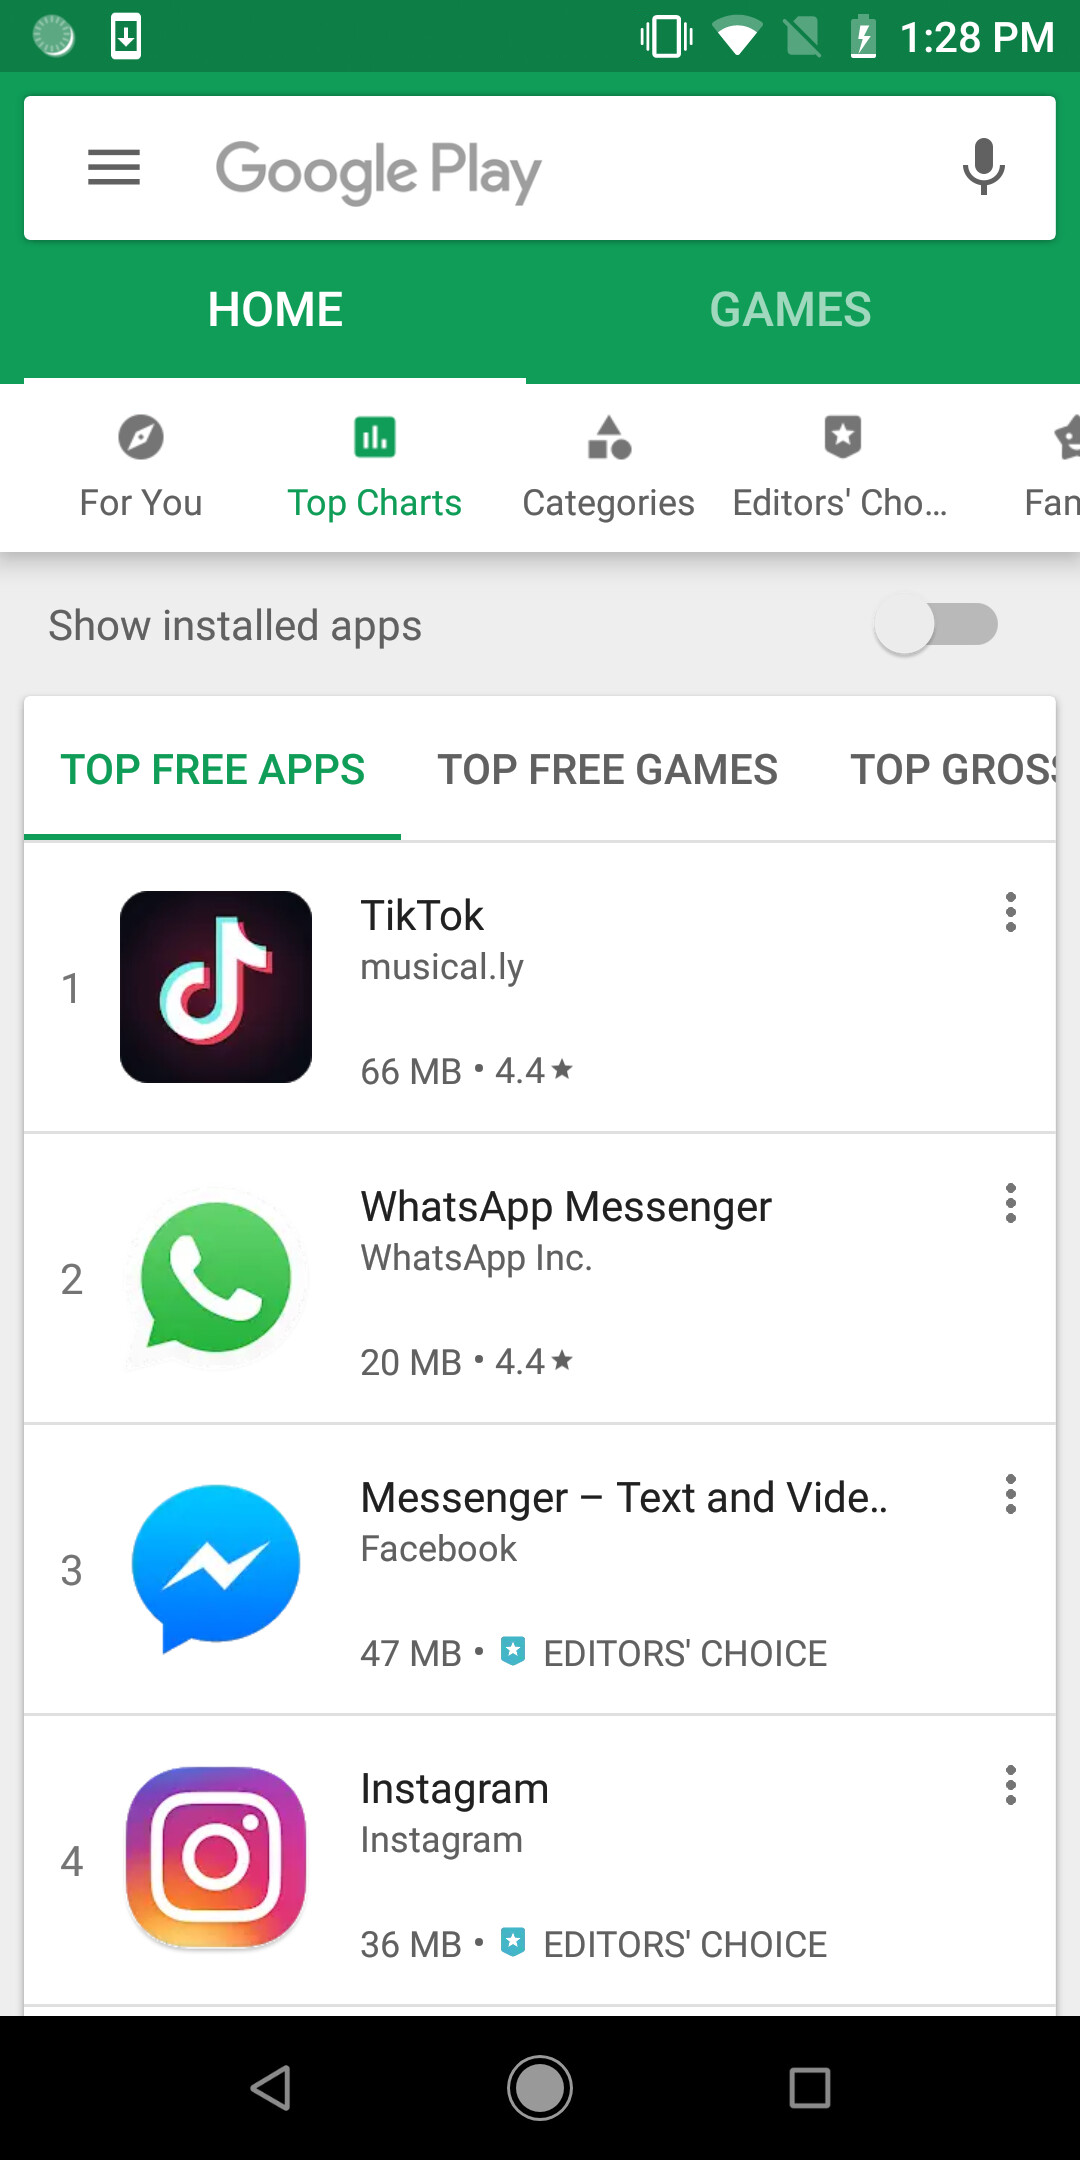 1:28 PM
Google Play
HOME GAMES
For You Top Charts Categories Editors' Cho... Fam
Show installed apps
TOP FREE APPS TOP FREE GAMES TOP GROSS
1
TikTok
musical.ly
66 MB • 4.4★
2
WhatsApp Messenger
WhatsApp Inc.
20 MB • 4.4★
3
Messenger – Text and Vide..
Facebook
47 MB • EDITORS' CHOICE
4
Instagram
Instagram
36 MB • EDITORS' CHOICE